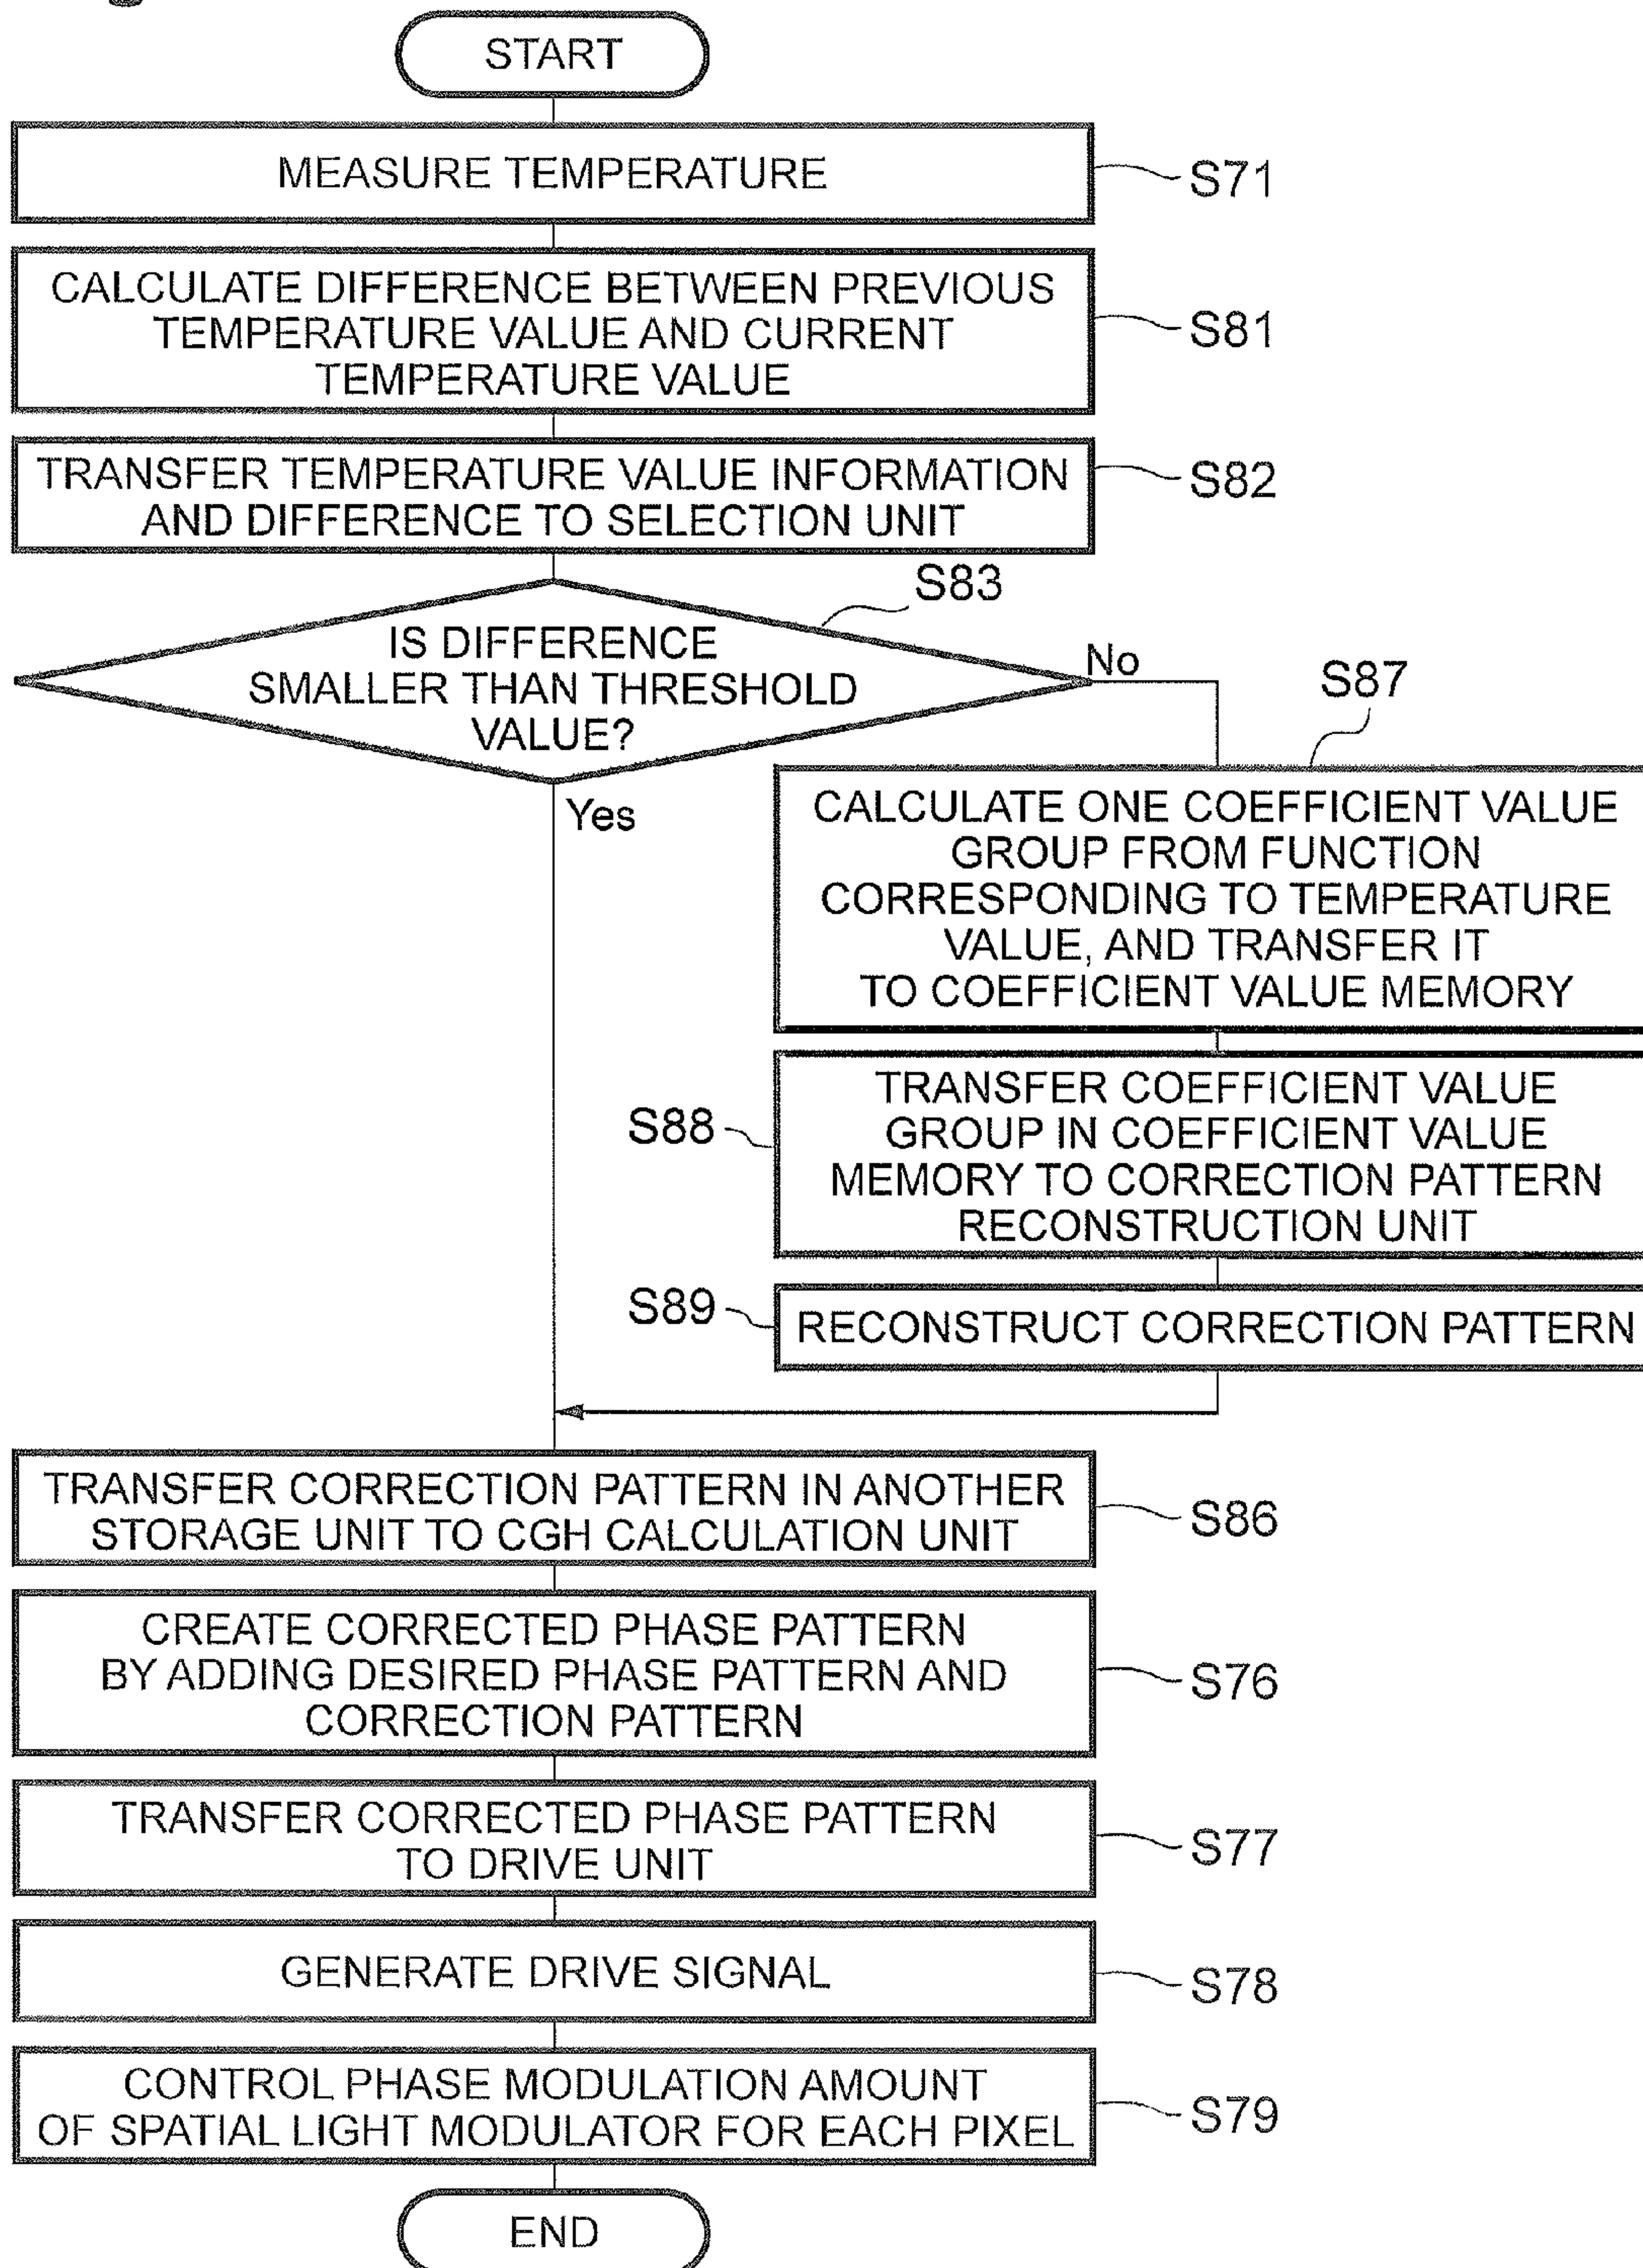 START
MEASURE TEMPERATURE
S71
CALCULATE DIFFERENCE BETWEEN PREVIOUS
TEMPERATURE VALUE AND CURRENT
TEMPERATURE VALUE
S81
TRANSFER TEMPERATURE VALUE INFORMATION
AND DIFFERENCE TO SELECTION UNIT
S82
S83
IS DIFFERENCE
SMALLER THAN THRESHOLD
VALUE?
No
Yes
S87
CALCULATE ONE COEFFICIENT VALUE
GROUP FROM FUNCTION
CORRESPONDING TO TEMPERATURE
VALUE, AND TRANSFER IT
TO COEFFICIENT VALUE MEMORY
S88
TRANSFER COEFFICIENT VALUE
GROUP IN COEFFICIENT VALUE
MEMORY TO CORRECTION PATTERN
RECONSTRUCTION UNIT
S89
RECONSTRUCT CORRECTION PATTERN
TRANSFER CORRECTION PATTERN IN ANOTHER
STORAGE UNIT TO CGH CALCULATION UNIT
S86
CREATE CORRECTED PHASE PATTERN
BY ADDING DESIRED PHASE PATTERN AND
CORRECTION PATTERN
S76
TRANSFER CORRECTED PHASE PATTERN
TO DRIVE UNIT
S77
GENERATE DRIVE SIGNAL
S78
CONTROL PHASE MODULATION AMOUNT
OF SPATIAL LIGHT MODULATOR FOR EACH PIXEL
S79
END